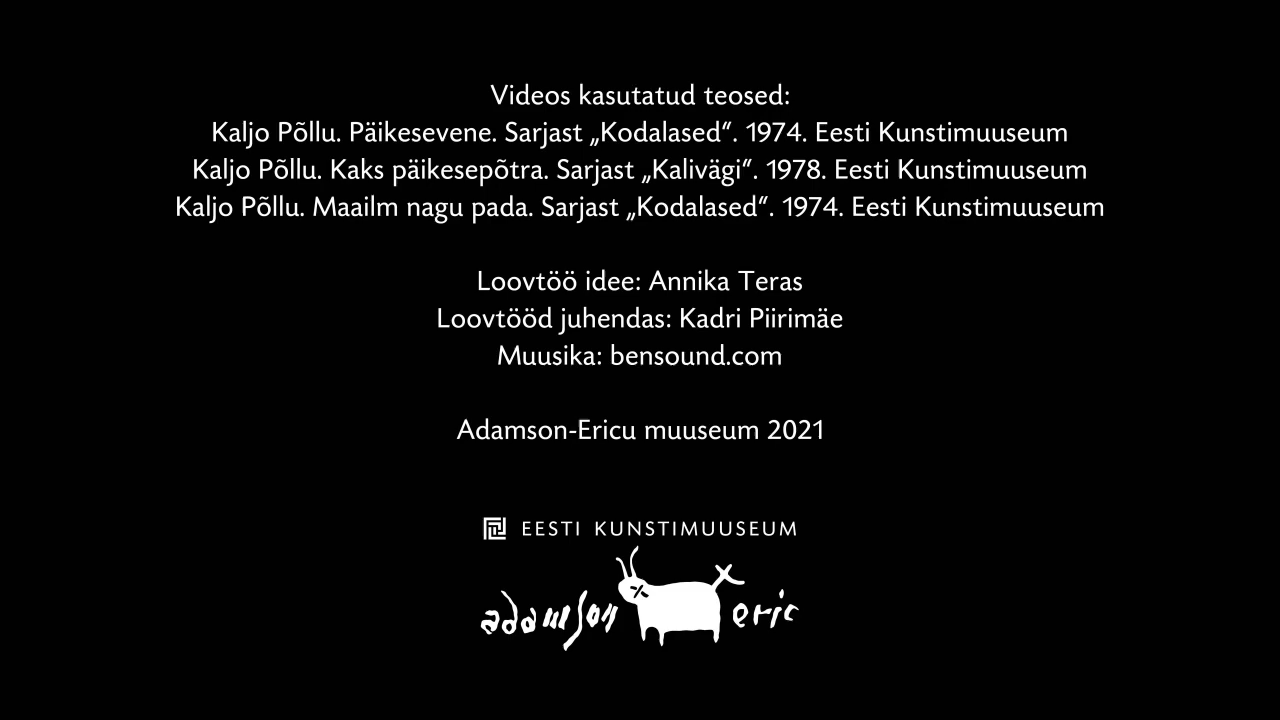 Videos kasutatud teosed:
Kaljo Põllu. Päikesevene. Sarjast „Kodalased“. 1974. Eesti Kunstimuuseum
Kaljo Põllu. Kaks päikesepõtra. Sarjast „Kalivägi“. 1978. Eesti Kunstimuuseum
Kaljo Põllu. Maailm nagu pada. Sarjast „Kodalased“. 1974. Eesti Kunstimuuseum
Loovtöö idee: Annika Teras
Loovtööd juhendas: Kadri Piirimäe
Muusika: bensound.com
Adamson-Ericu muuseum 2021
EESTI KUNSTIMUUSEUM
adamson eric